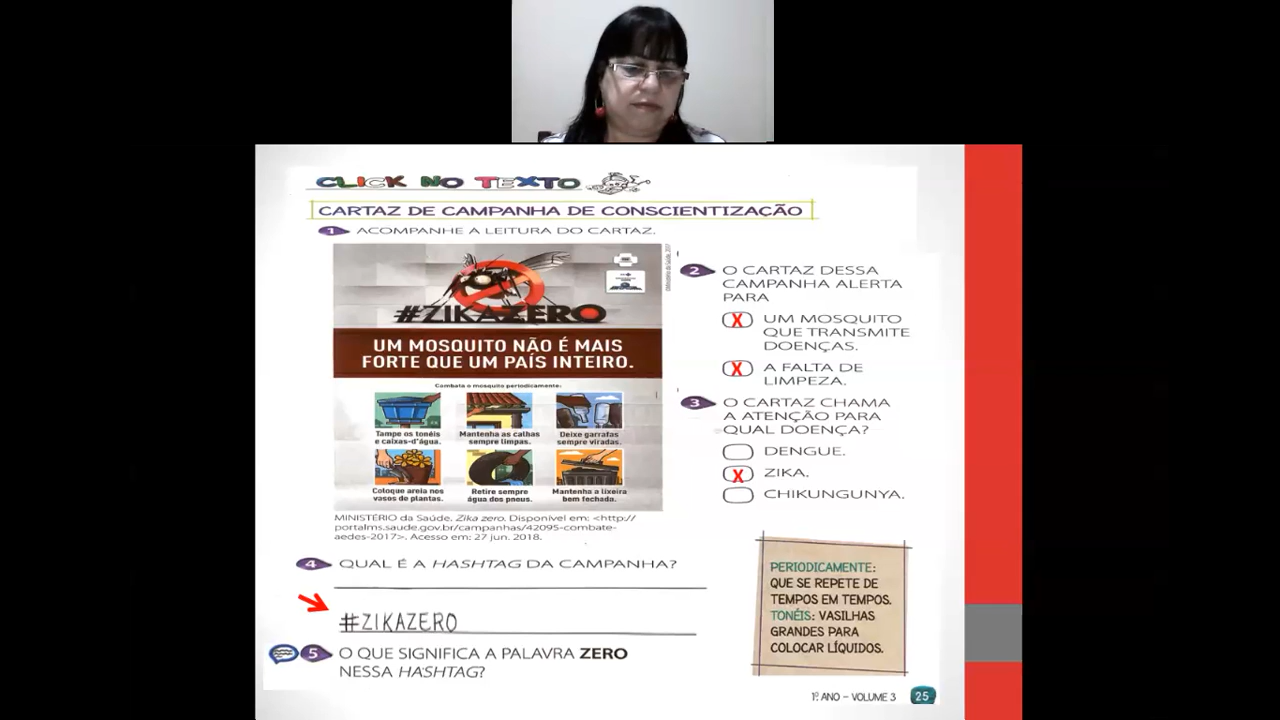 CLICK NO TEXTO
CARTAZ DE CAMPANHA DE CONSCIENTIZAÇÃO
1 ACOMPANHE A LEITURA DO CARTAZ.
#ZIKAZERO
UM MOSQUITO NÃO É MAIS
FORTE QUE UM PAÍS INTEIRO.
Combata o mosquito periodicamente:
Tampe os tonéis
e caixas-d'água.
Mantenha as calhas
sempre limpas.
Deixe garrafas
sempre viradas.
Coloque areia nos
vasos de plantas.
Retire sempre
água dos pneus.
Mantenha a lixeira
bem fechada.
MINISTÉRIO da Saúde. Zika zero. Disponível em: <http://
portalms.saude.gov.br/campanhas/42095-combate-
aedes-2017>. Acesso em: 27 jun. 2018.
2 O CARTAZ DESSA
CAMPANHA ALERTA
PARA
X UM MOSQUITO
QUE TRANSMITE
DOENÇAS.
X A FALTA DE
LIMPEZA.
3 O CARTAZ CHAMA
A ATENÇÃO PARA
QUAL DOENÇA?
DENGUE.
X ZIKA.
CHIKUNGUNYA.
4 QUAL É A HASHTAG DA CAMPANHA?
#ZIKAZERO
5 O QUE SIGNIFICA A PALAVRA ZERO
NESSA HASHTAG?
PERIODICAMENTE:
QUE SE REPETE DE
TEMPOS EM TEMPOS.
TONÉIS: VASILHAS
GRANDES PARA
COLOCAR LÍQUIDOS.
1º. ANO – VOLUME 3 25